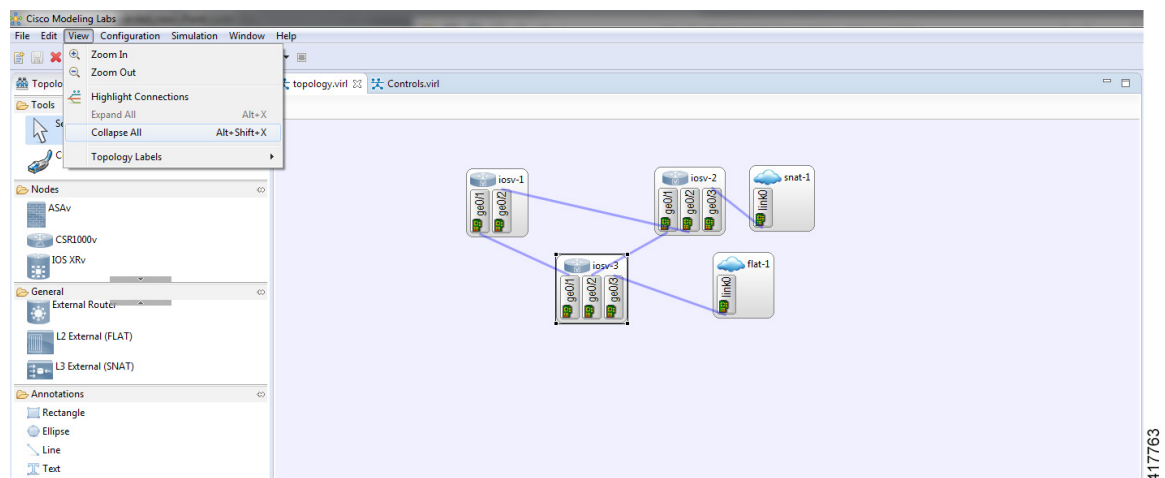 Cisco Modeling Labs
File Edit View Configuration Simulation Window Help
Zoom In
Zoom Out
Highlight Connections
Expand All Alt+X
Collapse All Alt+Shift+X
Topology Labels
Topolo
topology.virl Controls.virl
Tools
Se
C
Nodes
ASAv
CSR1000v
IOS XRv
General
External Router
L2 External (FLAT)
L3 External (SNAT)
Annotations
Rectangle
Ellipse
Line
Text
iosv-1
ge0/1 ge0/2
iosv-2
ge0/1 ge0/2 ge0/3
snat-1
link0
iosv-3
ge0/1 ge0/2 ge0/3
flat-1
link0
417763